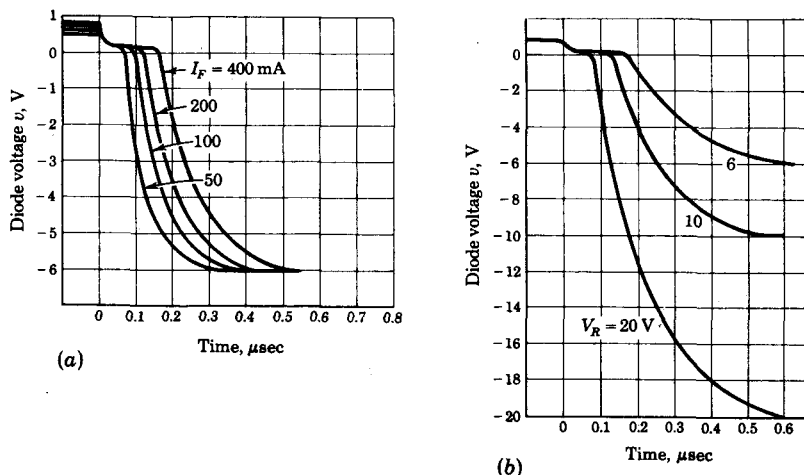 1
0
−1
−2
−3
−4
−5
−6
−7
Diode voltage v, V
I_F = 400 mA
200
100
50
0 0.1 0.2 0.3 0.4 0.5 0.6 0.7 0.8
Time, μsec
(a)
0
−2
−4
−6
−8
−10
−12
−14
−16
−18
−20
Diode voltage v, V
6
10
V_R = 20 V
0 0.1 0.2 0.3 0.4 0.5 0.6
Time, μsec
(b)